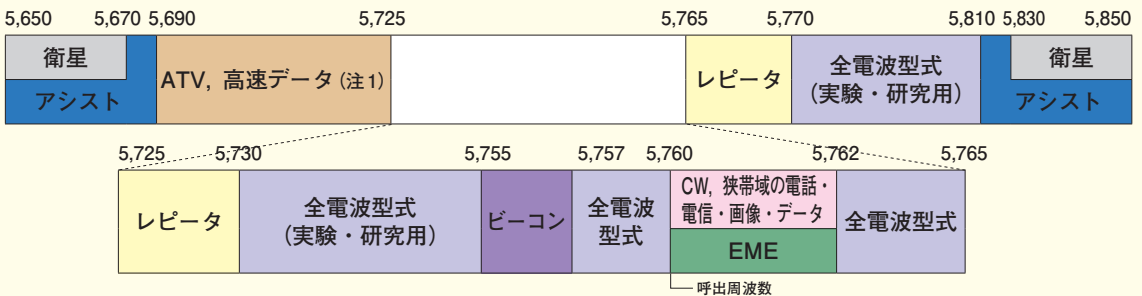 5,650 5,670 5,690 5,725 5,765 5,770 5,810 5,830 5,850
衛星
アシスト
ATV, 高速データ(注1)
レピータ
全電波型式
(実験・研究用)
衛星
アシスト
5,725 5,730 5,755 5,757 5,760 5,762 5,765
レピータ
全電波型式
(実験・研究用)
ビーコン
全電波
型式
CW, 狭帯域の電話・
電信・画像・データ
EME
全電波型式
呼出周波数